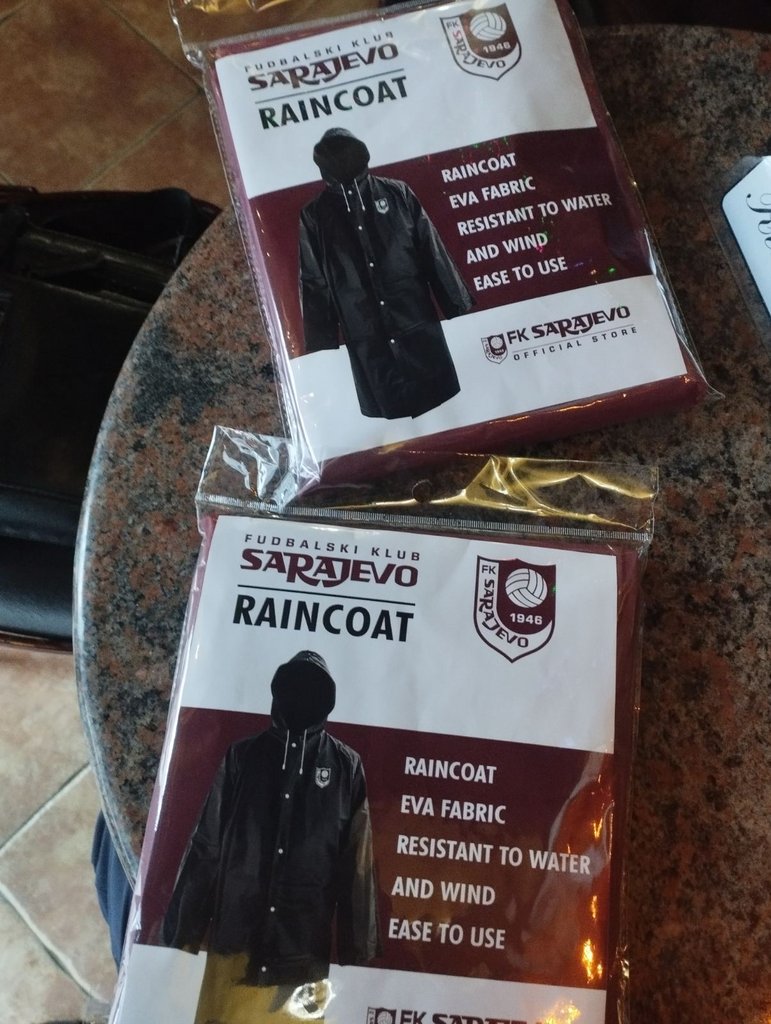 FUDBALSKI KLUB
SARAJEVO
RAINCOAT
FK SARAJEVO
1946
RAINCOAT
EVA FABRIC
RESISTANT TO WATER
AND WIND
EASE TO USE
FK SARAJEVO
OFFICIAL STORE
FUDBALSKI KLUB
SARAJEVO
RAINCOAT
FK SARAJEVO
1946
RAINCOAT
EVA FABRIC
RESISTANT TO WATER
AND WIND
EASE TO USE
FK SARAJEVO